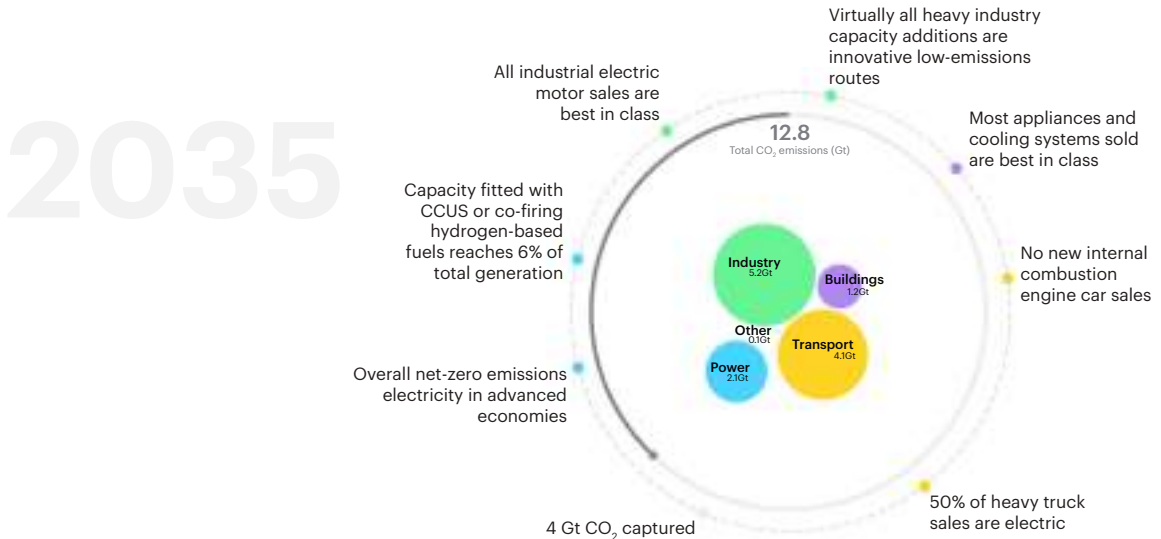 2035
Virtually all heavy industry
capacity additions are
innovative low-emissions
routes
All industrial electric
motor sales are
best in class
Most appliances and
cooling systems sold
are best in class
12.8
Total CO₂ emissions (Gt)
Capacity fitted with
CCUS or co-firing
hydrogen-based
fuels reaches 6% of
total generation
No new internal
combustion
engine car sales
Industry
5.2Gt
Buildings
1.2Gt
Other
0.1Gt
Transport
4.1Gt
Power
2.1Gt
Overall net-zero emissions
electricity in advanced
economies
50% of heavy truck
sales are electric
4 Gt CO₂ captured